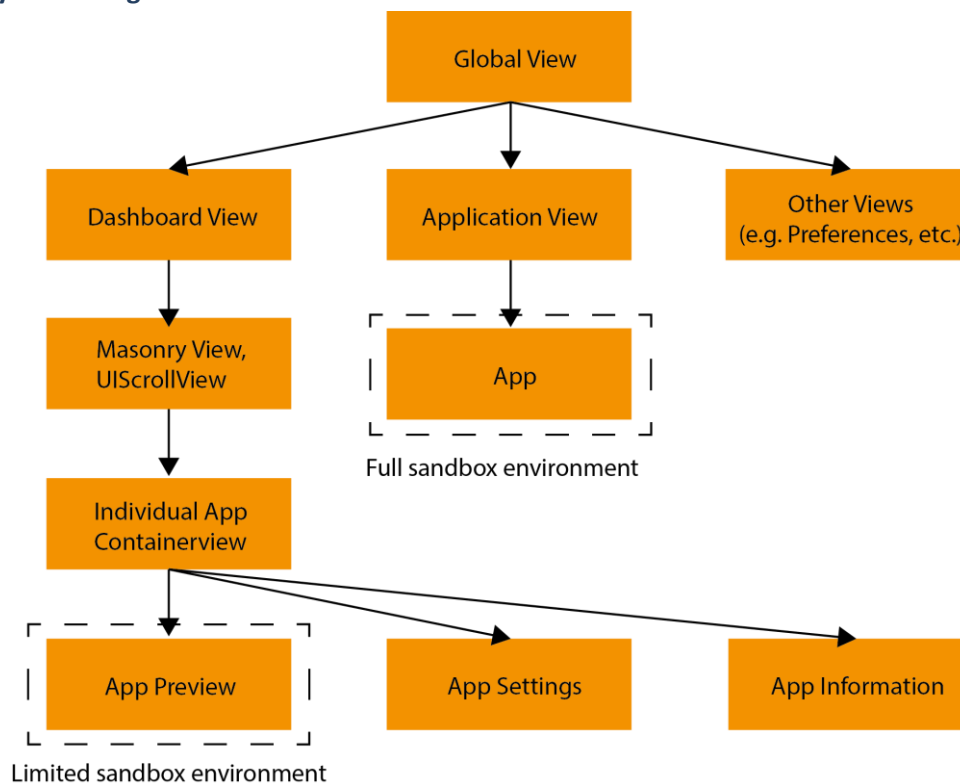 Global View
Dashboard View
Application View
Other Views
(e.g. Preferences, etc.)
Masonry View,
UIScrollView
App
Full sandbox environment
Individual App
Containerview
App Preview
App Settings
App Information
Limited sandbox environment